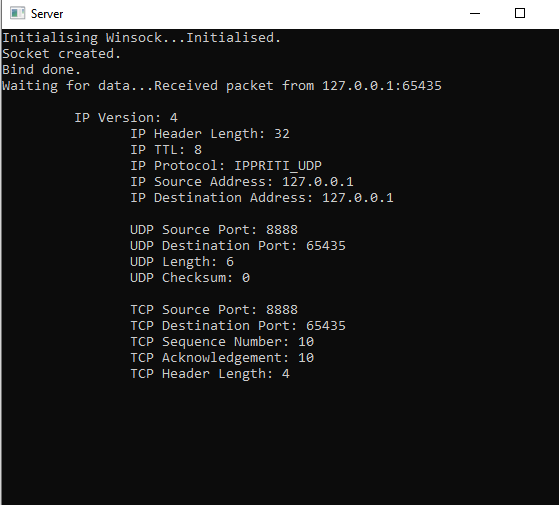 Server
Initialising Winsock...Initialised.
Socket created.
Bind done.
Waiting for data...Received packet from 127.0.0.1:65435
IP Version: 4
IP Header Length: 32
IP TTL: 8
IP Protocol: IPPRITI_UDP
IP Source Address: 127.0.0.1
IP Destination Address: 127.0.0.1
UDP Source Port: 8888
UDP Destination Port: 65435
UDP Length: 6
UDP Checksum: 0
TCP Source Port: 8888
TCP Destination Port: 65435
TCP Sequence Number: 10
TCP Acknowledgement: 10
TCP Header Length: 4